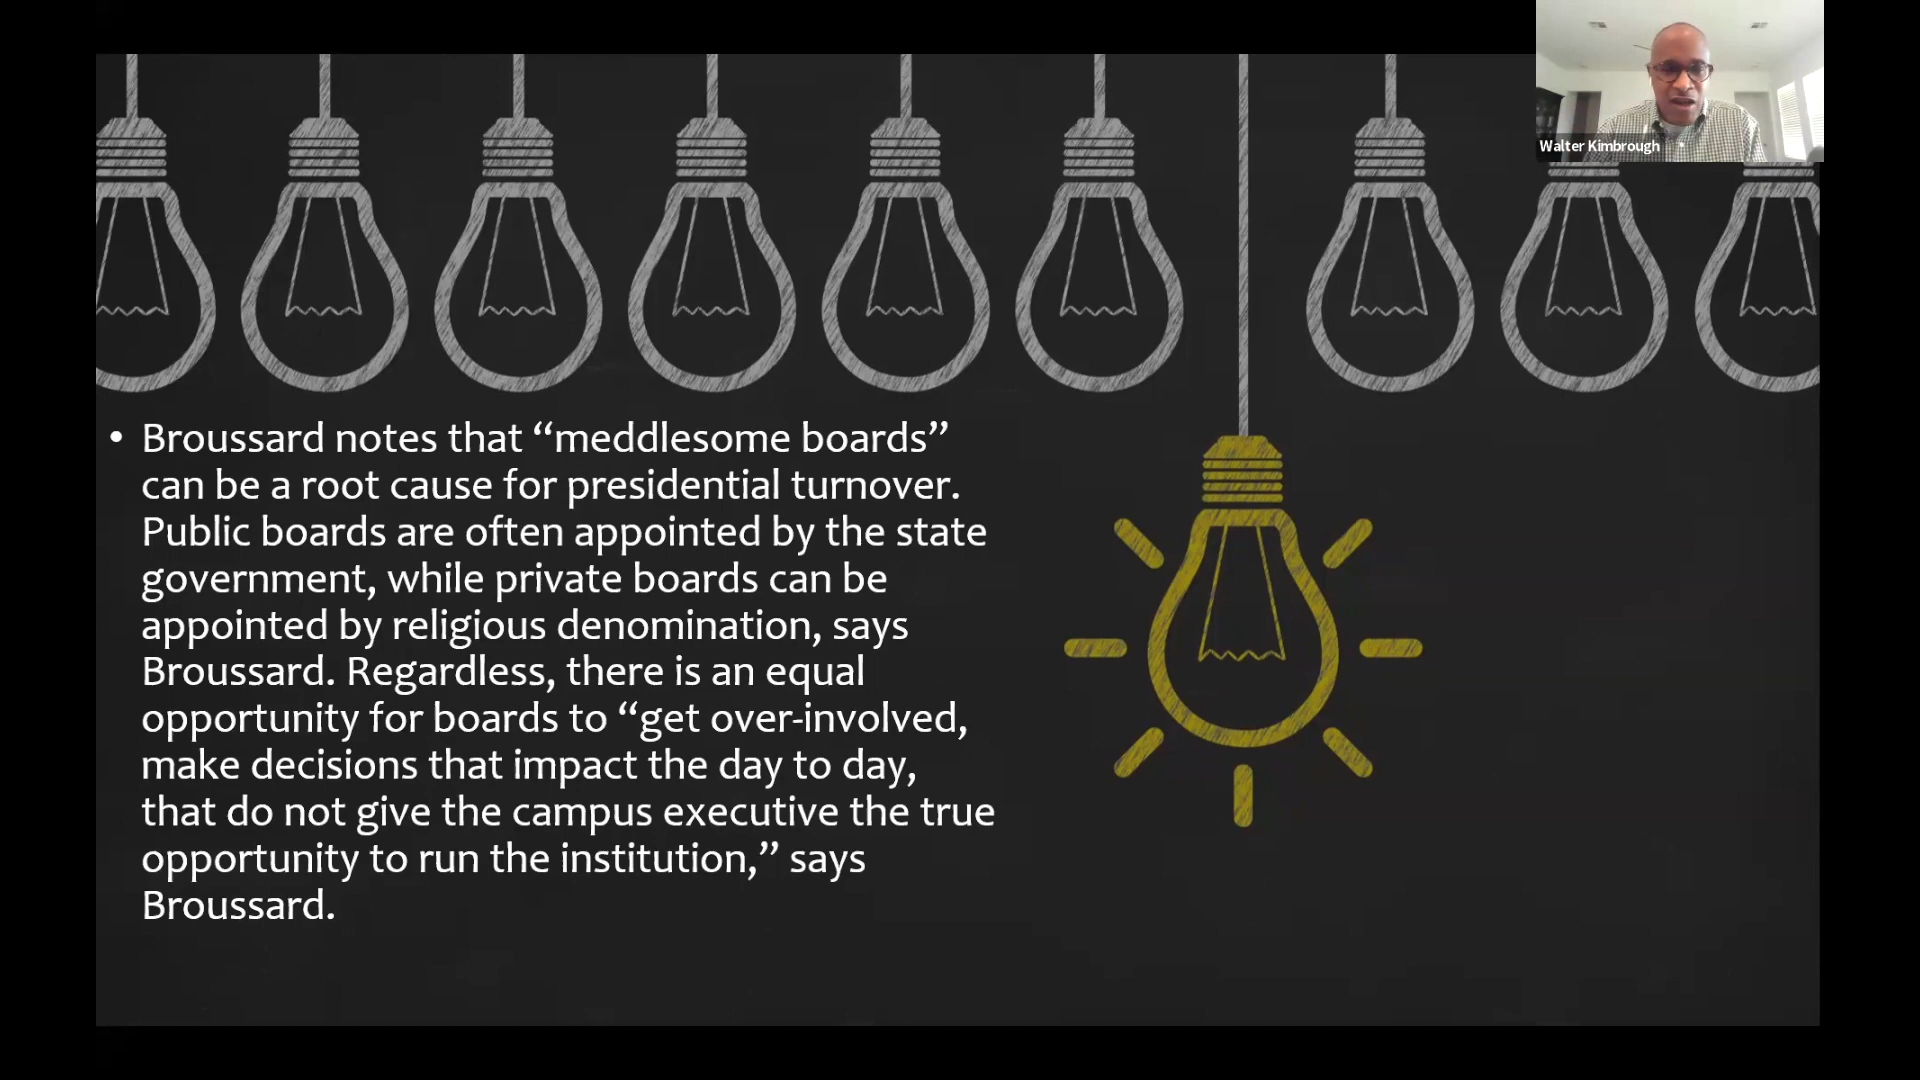 Walter Kimbrough
• Broussard notes that “meddlesome boards”
can be a root cause for presidential turnover.
Public boards are often appointed by the state
government, while private boards can be
appointed by religious denomination, says
Broussard. Regardless, there is an equal
opportunity for boards to “get over-involved,
make decisions that impact the day to day,
that do not give the campus executive the true
opportunity to run the institution,” says
Broussard.